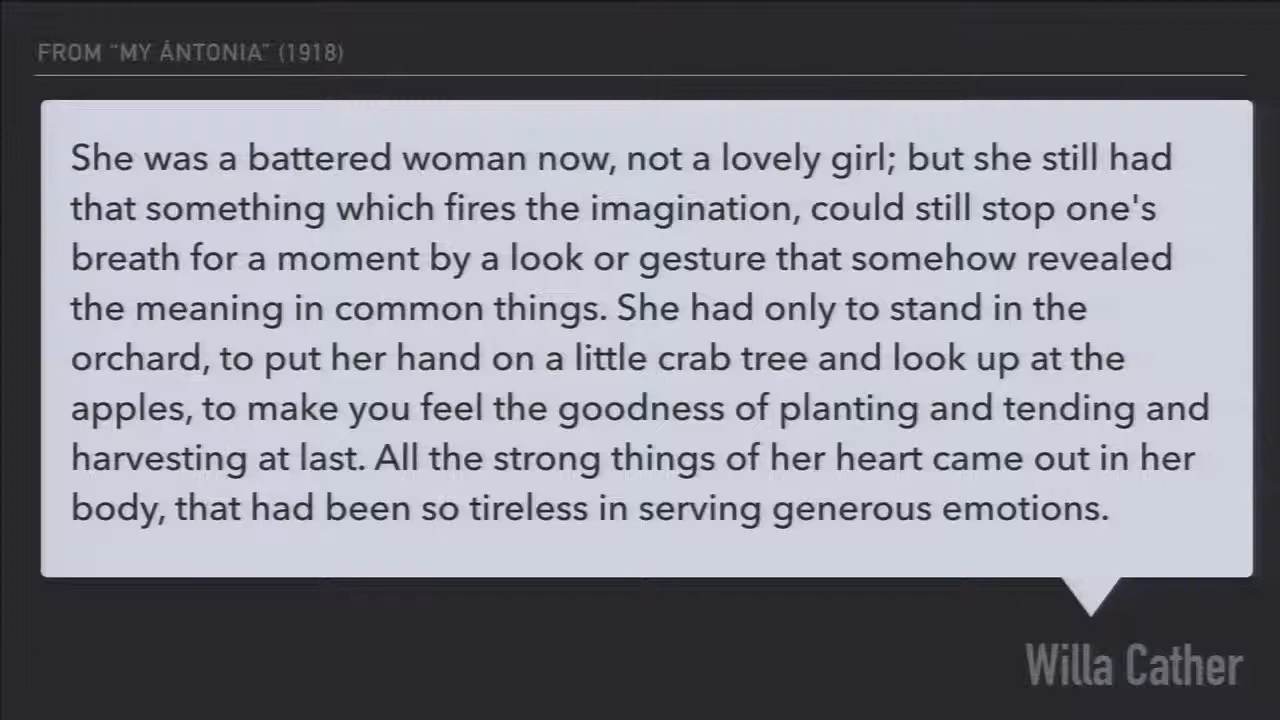 FROM “MY ÁNTONIA” (1918)
She was a battered woman now, not a lovely girl; but she still had
that something which fires the imagination, could still stop one's
breath for a moment by a look or gesture that somehow revealed
the meaning in common things. She had only to stand in the
orchard, to put her hand on a little crab tree and look up at the
apples, to make you feel the goodness of planting and tending and
harvesting at last. All the strong things of her heart came out in her
body, that had been so tireless in serving generous emotions.
Willa Cather